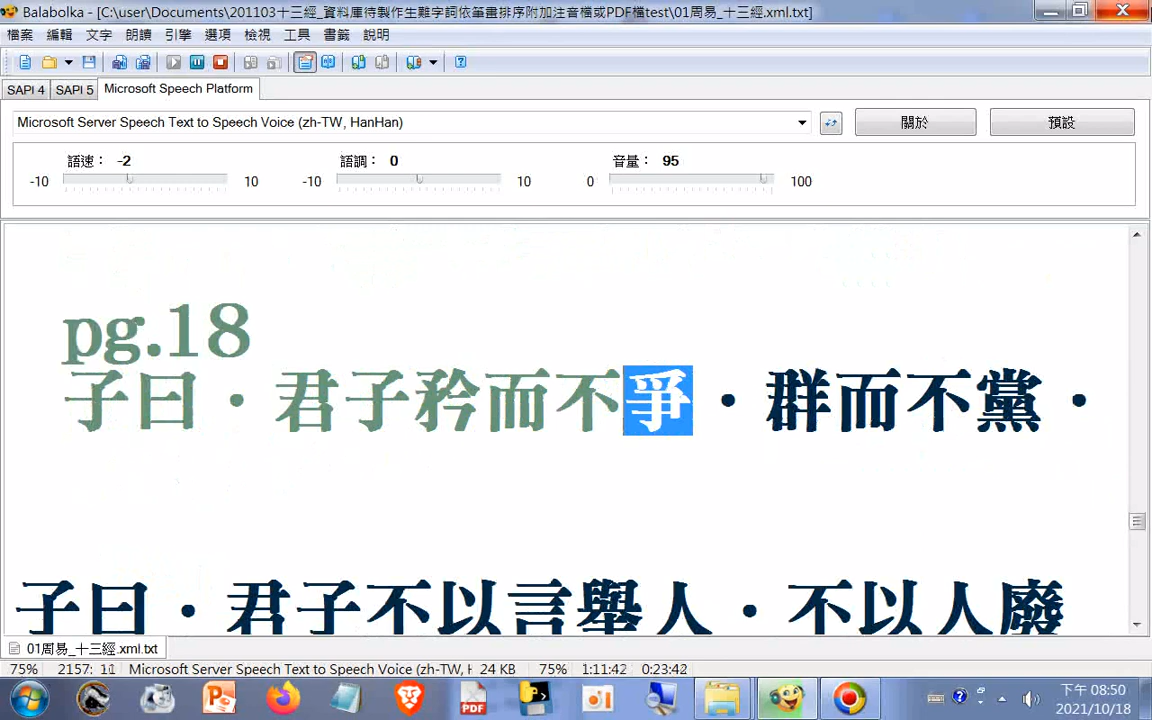 Balabolka - [C:\user\Documents\201103十三經_資料庫待製作生難字詞依筆畫排序附加注音檔或PDF檔test\01周易_十三經.xml.txt]
檔案 編輯 文字 朗讀 引擎 選項 檢視 工具 書籤 說明
SAPI 4 SAPI 5 Microsoft Speech Platform
Microsoft Server Speech Text to Speech Voice (zh-TW, HanHan) 關於 預設
語速： -2 語調： 0 音量： 95
-10 10 -10 10 0 100
pg.18
子曰．君子矜而不爭．群而不黨．
子曰．君子不以言舉人．不以人廢
01周易_十三經.xml.txt
75% 2157: 11 Microsoft Server Speech Text to Speech Voice (zh-TW, H 24 KB 75% 1:11:42 0:23:42
下午 08:50
2021/10/18